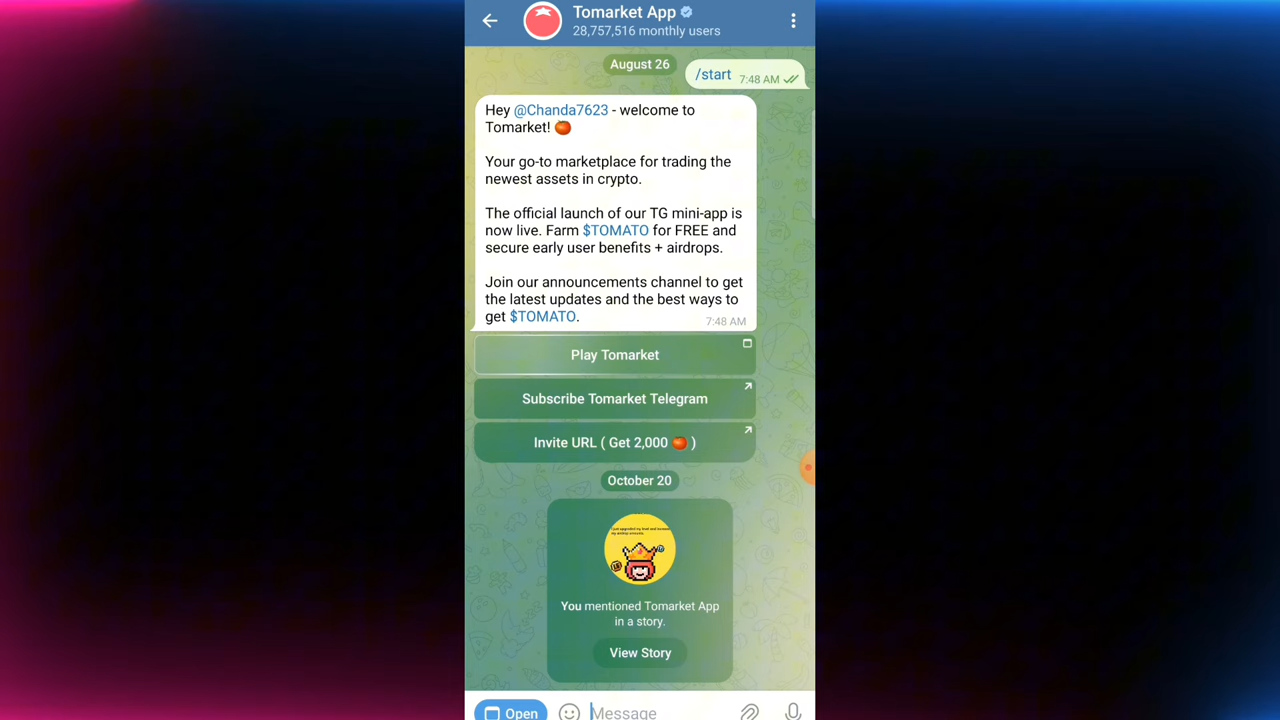 Tomarket App
28,757,516 monthly users
August 26
/start 7:48 AM
Hey @Chanda7623 - welcome to
Tomarket! 🍅
Your go-to marketplace for trading the
newest assets in crypto.
The official launch of our TG mini-app is
now live. Farm $TOMATO for FREE and
secure early user benefits + airdrops.
Join our announcements channel to get
the latest updates and the best ways to
get $TOMATO.
7:48 AM
Play Tomarket
Subscribe Tomarket Telegram
Invite URL ( Get 2,000 🍅 )
October 20
You mentioned Tomarket App
in a story.
View Story
Open
Message